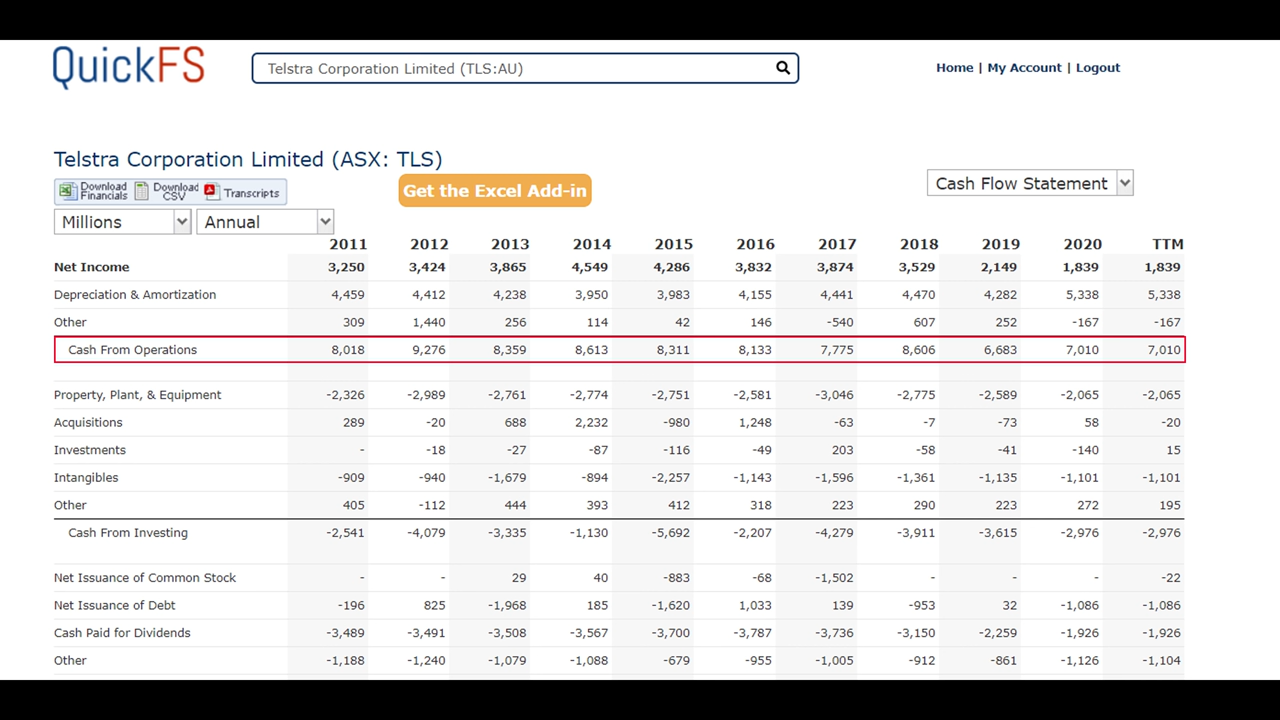 QuickFS
Telstra Corporation Limited (TLS:AU)
Home | My Account | Logout
Telstra Corporation Limited (ASX: TLS)
Download Financials Download CSV Transcripts
Get the Excel Add-in
Cash Flow Statement
Millions Annual
2011 2012 2013 2014 2015 2016 2017 2018 2019 2020 TTM
Net Income 3,250 3,424 3,865 4,549 4,286 3,832 3,874 3,529 2,149 1,839 1,839
Depreciation & Amortization 4,459 4,412 4,238 3,950 3,983 4,155 4,441 4,470 4,282 5,338 5,338
Other 309 1,440 256 114 42 146 -540 607 252 -167 -167
Cash From Operations 8,018 9,276 8,359 8,613 8,311 8,133 7,775 8,606 6,683 7,010 7,010
Property, Plant, & Equipment -2,326 -2,989 -2,761 -2,774 -2,751 -2,581 -3,046 -2,775 -2,589 -2,065 -2,065
Acquisitions 289 -20 688 2,232 -980 1,248 -63 -7 -73 58 -20
Investments - -18 -27 -87 -116 -49 203 -58 -41 -140 15
Intangibles -909 -940 -1,679 -894 -2,257 -1,143 -1,596 -1,361 -1,135 -1,101 -1,101
Other 405 -112 444 393 412 318 223 290 223 272 195
Cash From Investing -2,541 -4,079 -3,335 -1,130 -5,692 -2,207 -4,279 -3,911 -3,615 -2,976 -2,976
Net Issuance of Common Stock - - 29 40 -883 -68 -1,502 - - - -22
Net Issuance of Debt -196 825 -1,968 185 -1,620 1,033 139 -953 32 -1,086 -1,086
Cash Paid for Dividends -3,489 -3,491 -3,508 -3,567 -3,700 -3,787 -3,736 -3,150 -2,259 -1,926 -1,926
Other -1,188 -1,240 -1,079 -1,088 -679 -955 -1,005 -912 -861 -1,126 -1,104